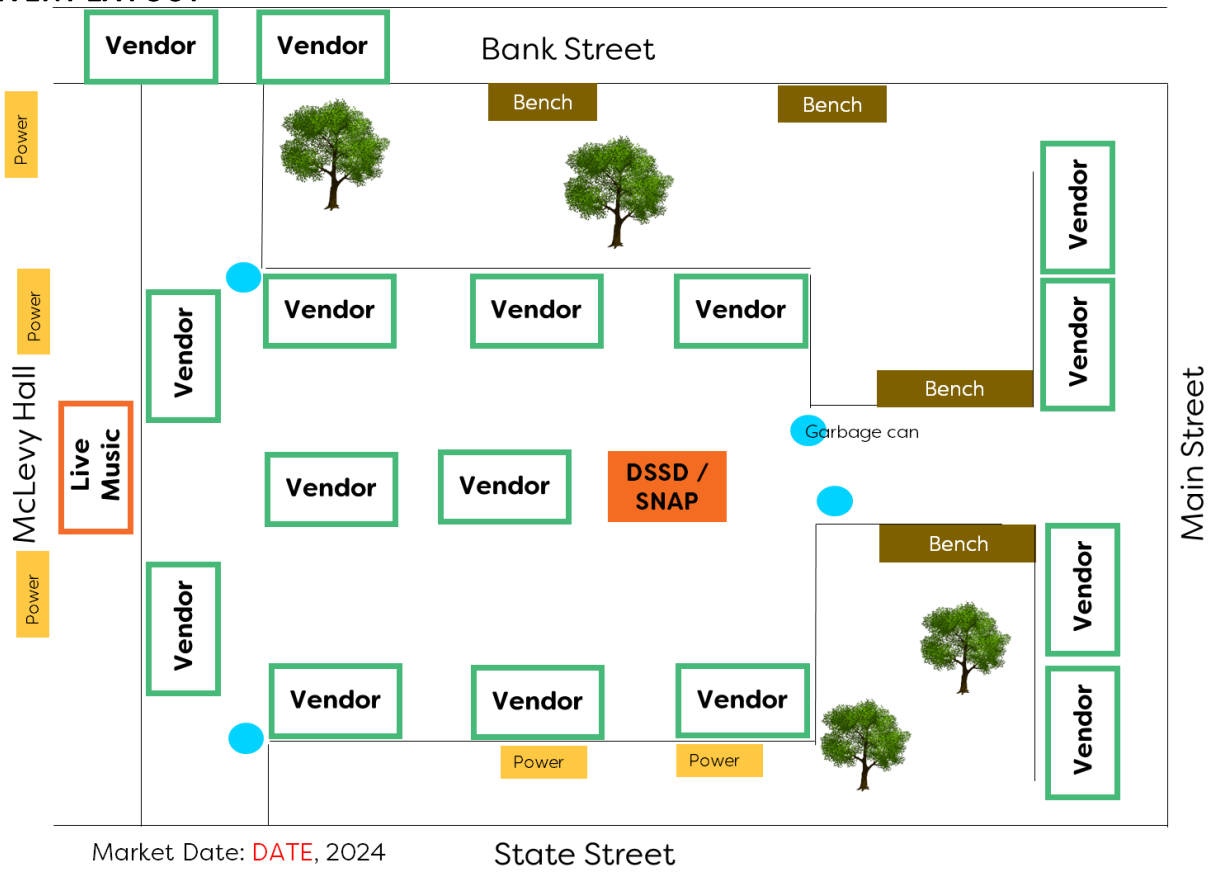 Vendor
Vendor
Bank Street
Bench
Bench
Power
Vendor
Power
Vendor
Vendor
Vendor
Vendor
Vendor
Bench
McLevy Hall
Live
Music
Garbage can
Main Street
Vendor
Vendor
DSSD /
SNAP
Bench
Power
Vendor
Vendor
Vendor
Vendor
Vendor
Vendor
Power
Power
Market Date: DATE, 2024
State Street